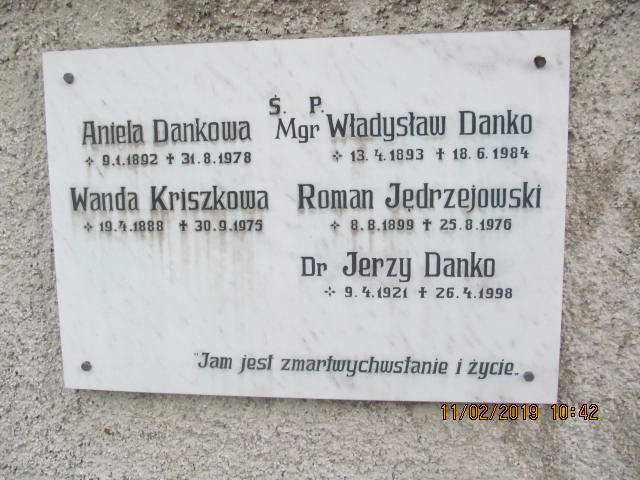 Ś. P.
Aniela Dankowa
✧ 9.1.1892 ✝ 31.8.1978
Mgr Władysław Danko
✧ 13.4.1893 ✝ 18.6.1984
Wanda Kriszkowa
✧ 19.4.1888 ✝ 30.9.1975
Roman Jędrzejowski
✧ 8.8.1899 ✝ 25.8.1976
Dr Jerzy Danko
✧ 9.4.1921 ✝ 26.4.1998
"Jam jest zmartwychwstanie i życie„
11/02/2019 10:42